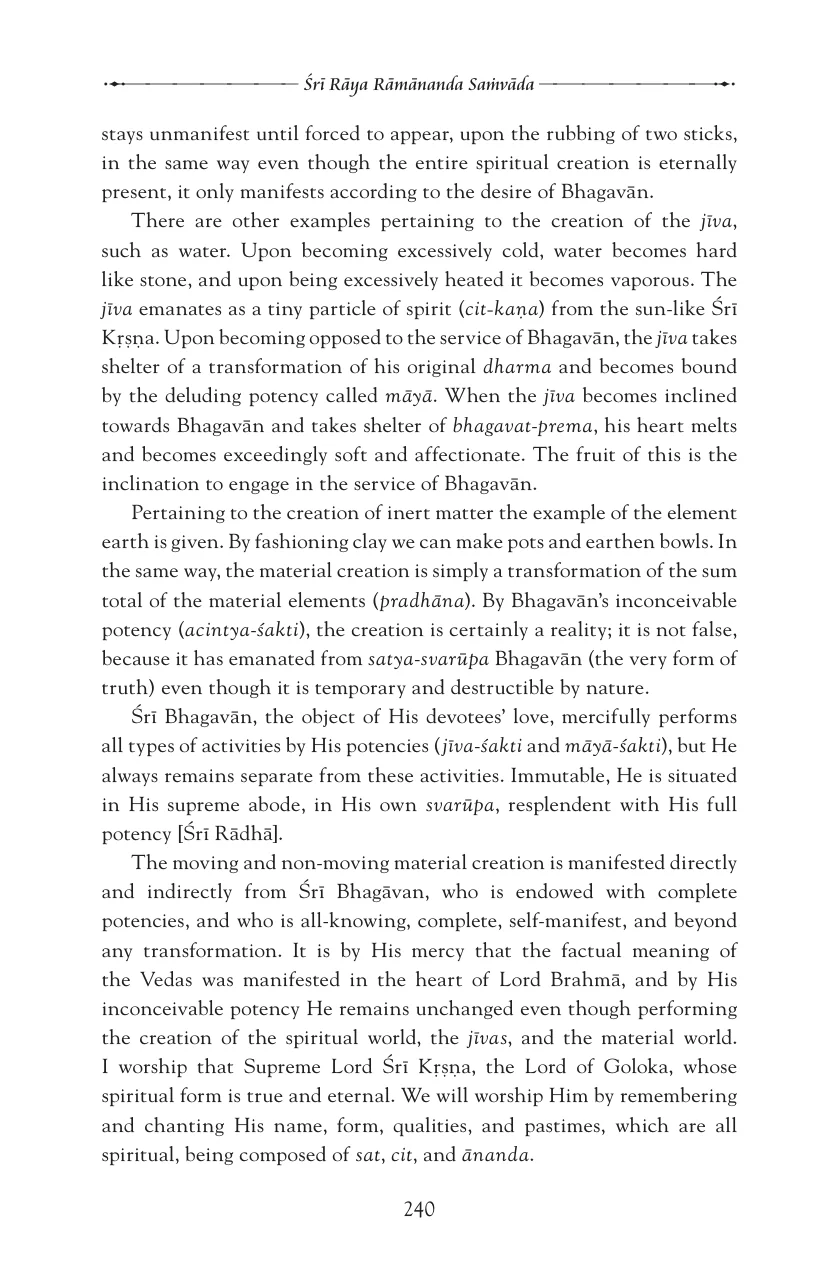 Śrī Rāya Rāmānanda Saṁvāda
stays unmanifest until forced to appear, upon the rubbing of two sticks,
in the same way even though the entire spiritual creation is eternally
present, it only manifests according to the desire of Bhagavān.
There are other examples pertaining to the creation of the jīva,
such as water. Upon becoming excessively cold, water becomes hard
like stone, and upon being excessively heated it becomes vaporous. The
jīva emanates as a tiny particle of spirit (cit-kaṇa) from the sun-like Śrī
Kṛṣṇa. Upon becoming opposed to the service of Bhagavān, the jīva takes
shelter of a transformation of his original dharma and becomes bound
by the deluding potency called māyā. When the jīva becomes inclined
towards Bhagavān and takes shelter of bhagavat-prema, his heart melts
and becomes exceedingly soft and affectionate. The fruit of this is the
inclination to engage in the service of Bhagavān.
Pertaining to the creation of inert matter the example of the element
earth is given. By fashioning clay we can make pots and earthen bowls. In
the same way, the material creation is simply a transformation of the sum
total of the material elements (pradhāna). By Bhagavān's inconceivable
potency (acintya-śakti), the creation is certainly a reality; it is not false,
because it has emanated from satya-svarūpa Bhagavān (the very form of
truth) even though it is temporary and destructible by nature.
Śrī Bhagavān, the object of His devotees' love, mercifully performs
all types of activities by His potencies (jīva-śakti and māyā-śakti), but He
always remains separate from these activities. Immutable, He is situated
in His supreme abode, in His own svarūpa, resplendent with His full
potency [Śrī Rādhā].
The moving and non-moving material creation is manifested directly
and indirectly from Śrī Bhagāvan, who is endowed with complete
potencies, and who is all-knowing, complete, self-manifest, and beyond
any transformation. It is by His mercy that the factual meaning of
the Vedas was manifested in the heart of Lord Brahmā, and by His
inconceivable potency He remains unchanged even though performing
the creation of the spiritual world, the jīvas, and the material world.
I worship that Supreme Lord Śrī Kṛṣṇa, the Lord of Goloka, whose
spiritual form is true and eternal. We will worship Him by remembering
and chanting His name, form, qualities, and pastimes, which are all
spiritual, being composed of sat, cit, and ānanda.
240